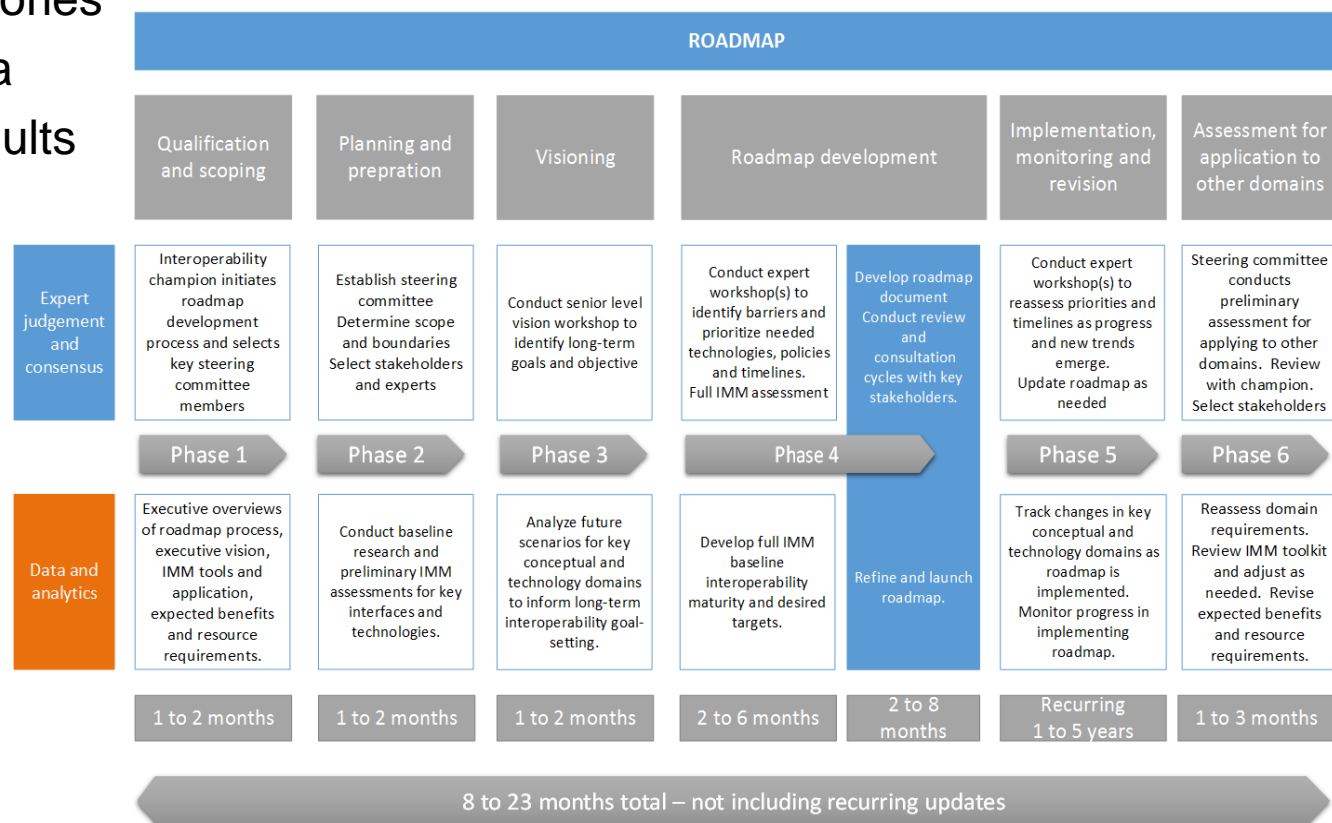 ones
a
ults
ROADMAP
Qualification
and scoping
Planning and
prepration
Visioning
Roadmap development
Implementation,
monitoring and
revision
Assessment for
application to
other domains
Expert
judgement
and
consensus
Interoperability
champion initiates
roadmap
development
process and selects
key steering
committee
members
Establish steering
committee
Determine scope
and boundaries
Select stakeholders
and experts
Conduct senior level
vision workshop to
identify long-term
goals and objective
Conduct expert
workshop(s) to
identify barriers and
prioritize needed
technologies, policies
and timelines.
Full IMM assessment
Develop roadmap
document
Conduct review
and
consultation
cycles with key
stakeholders.
Conduct expert
workshop(s) to
reassess priorities and
timelines as progress
and new trends
emerge.
Update roadmap as
needed
Steering committee
conducts
preliminary
assessment for
applying to other
domains. Review
with champion.
Select stakeholders
Phase 1
Phase 2
Phase 3
Phase 4
Phase 5
Phase 6
Data and
analytics
Executive overviews
of roadmap process,
executive vision,
IMM tools and
application,
expected benefits
and resource
requirements.
Conduct baseline
research and
preliminary IMM
assessments for key
interfaces and
technologies.
Analyze future
scenarios for key
conceptual and
technology domains
to inform long-term
interoperability goal-
setting.
Develop full IMM
baseline
interoperability
maturity and desired
targets.
Refine and launch
roadmap.
Track changes in key
conceptual and
technology domains as
roadmap is
implemented.
Monitor progress in
implementing
roadmap.
Reassess domain
requirements.
Review IMM toolkit
and adjust as
needed. Revise
expected benefits
and resource
requirements.
1 to 2 months
1 to 2 months
1 to 2 months
2 to 6 months
2 to 8
months
Recurring
1 to 5 years
1 to 3 months
8 to 23 months total – not including recurring updates